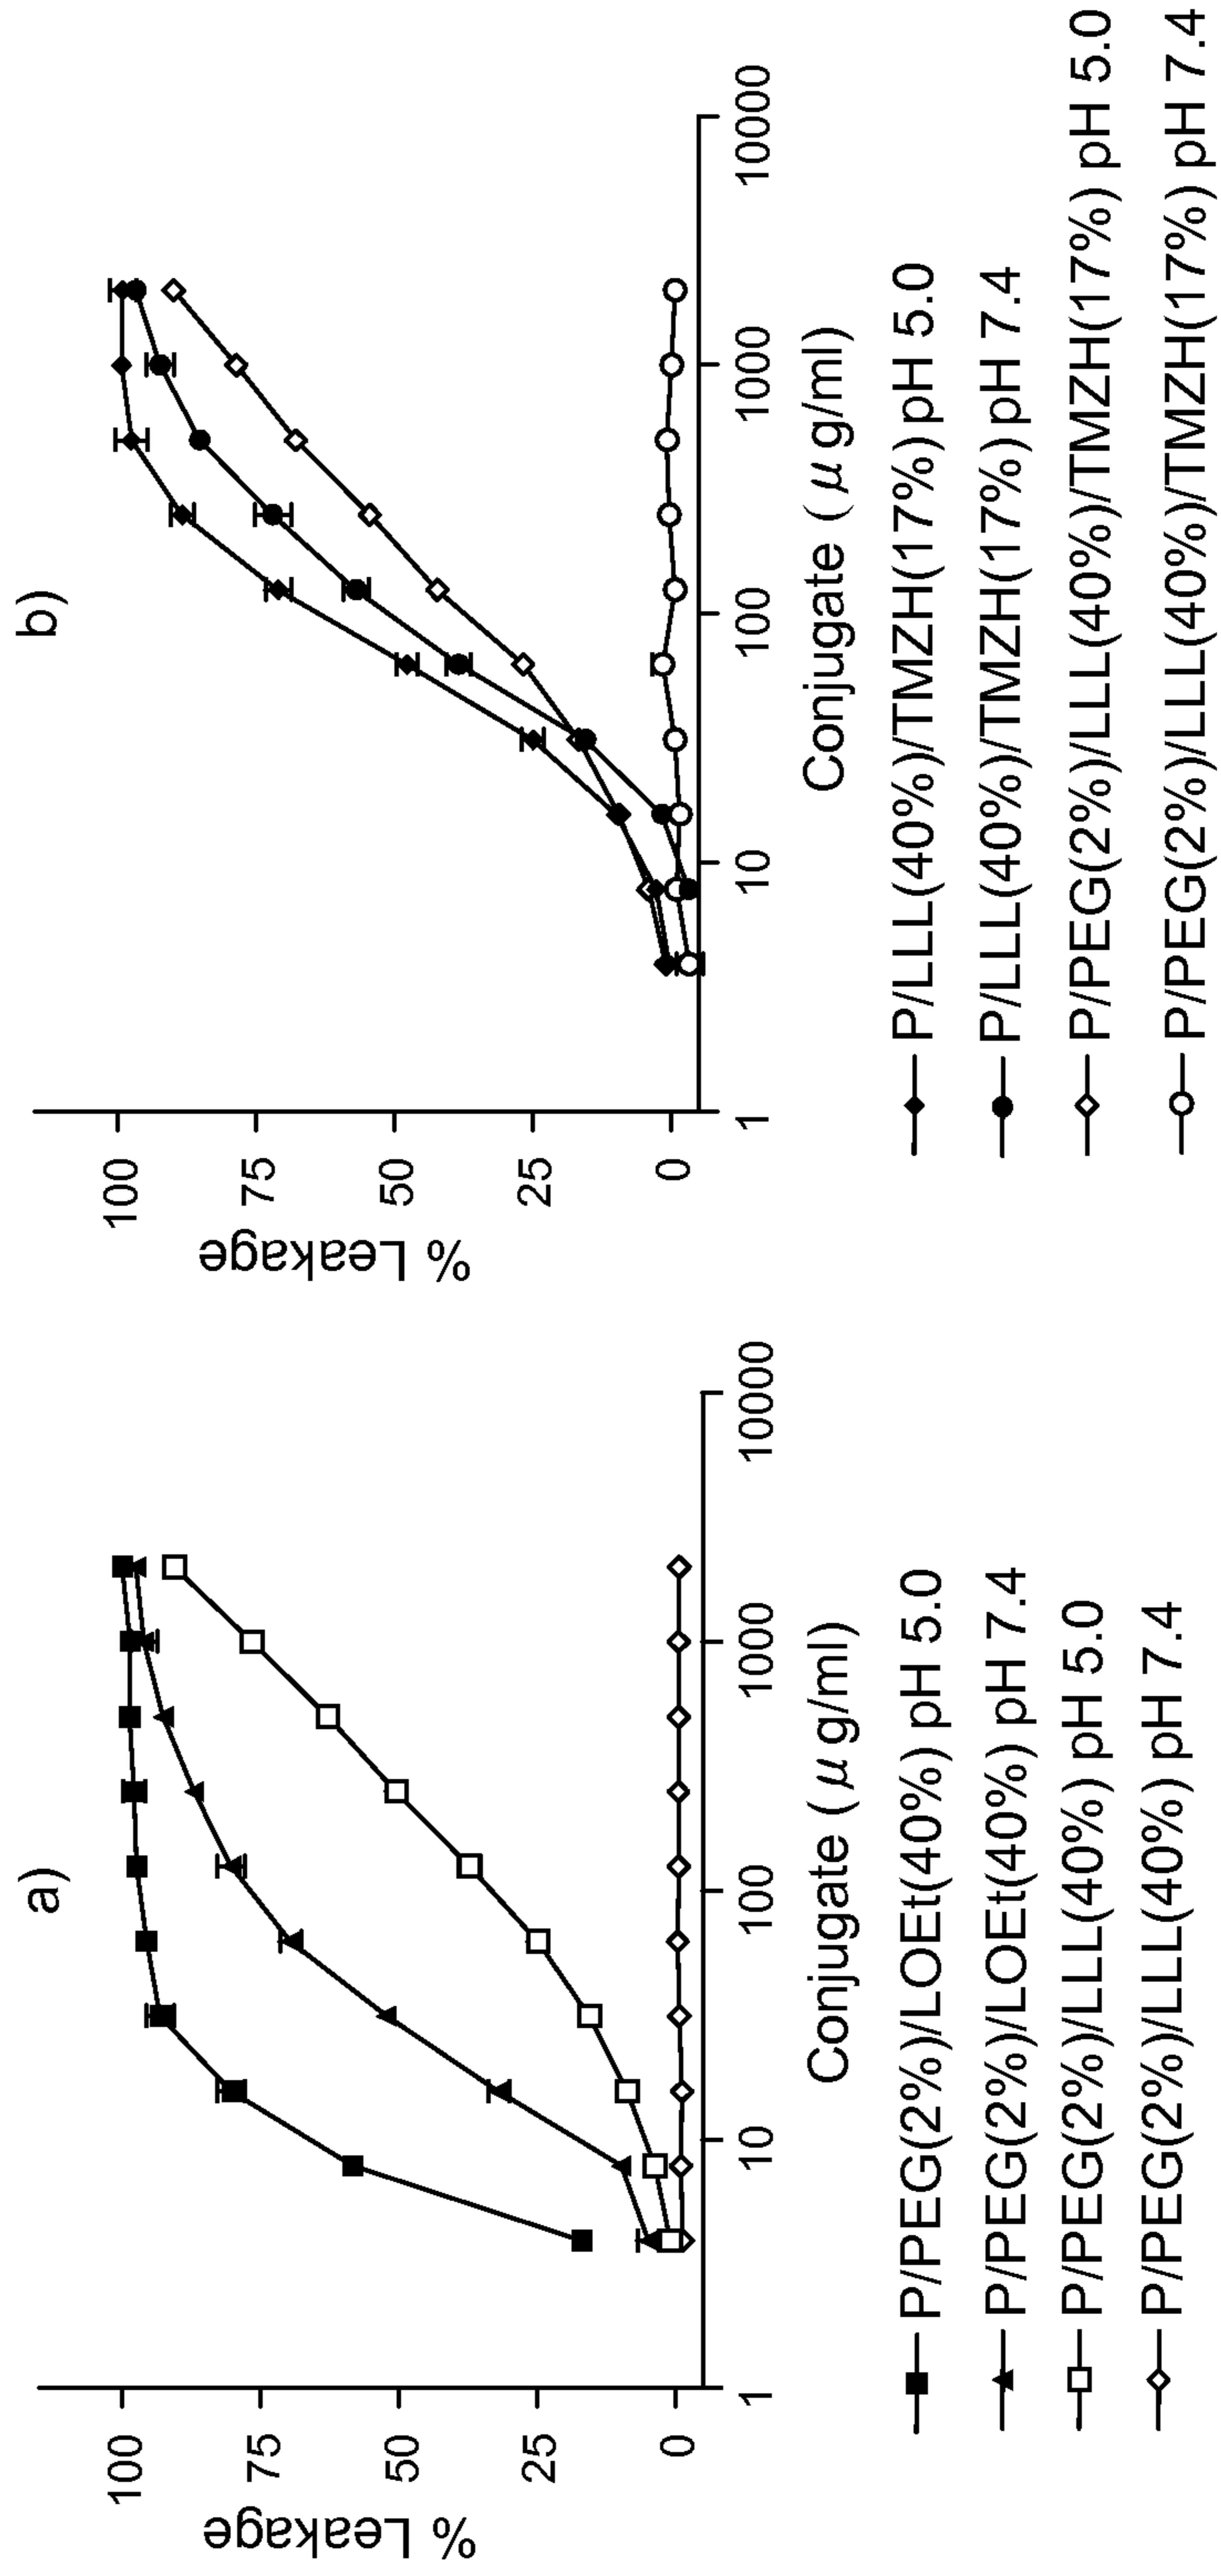 a)
% Leakage
100
75
50
25
0
1
10
100
1000
10000
Conjugate (μg/ml)
P/PEG(2%)/LOEt(40%) pH 5.0
P/PEG(2%)/LOEt(40%) pH 7.4
P/PEG(2%)/LLL(40%) pH 5.0
P/PEG(2%)/LLL(40%) pH 7.4
b)
% Leakage
100
75
50
25
0
1
10
100
1000
10000
Conjugate (μg/ml)
P/LLL(40%)/TMZH(17%) pH 5.0
P/LLL(40%)/TMZH(17%) pH 7.4
P/PEG(2%)/LLL(40%)/TMZH(17%) pH 5.0
P/PEG(2%)/LLL(40%)/TMZH(17%) pH 7.4